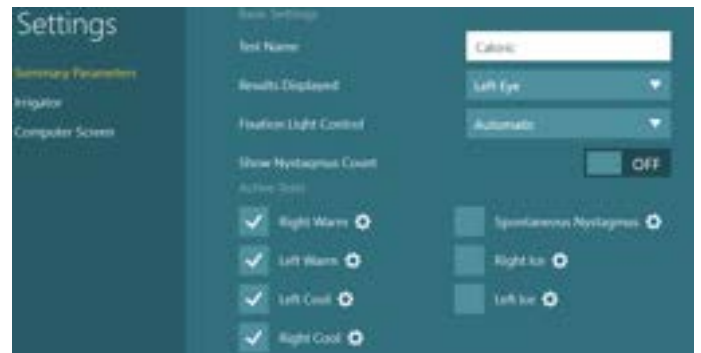 Settings
Summary Parameters
Irrigator
Computer Screen
Basic Settings
Test Name
Caloric
Results Displayed
Left Eye
Fixation Light Control
Automatic
Show Nystagmus Count
OFF
Active Tests
Right Warm
Spontaneous Nystagmus
Left Warm
Right Ice
Left Cool
Left Ice
Right Cool